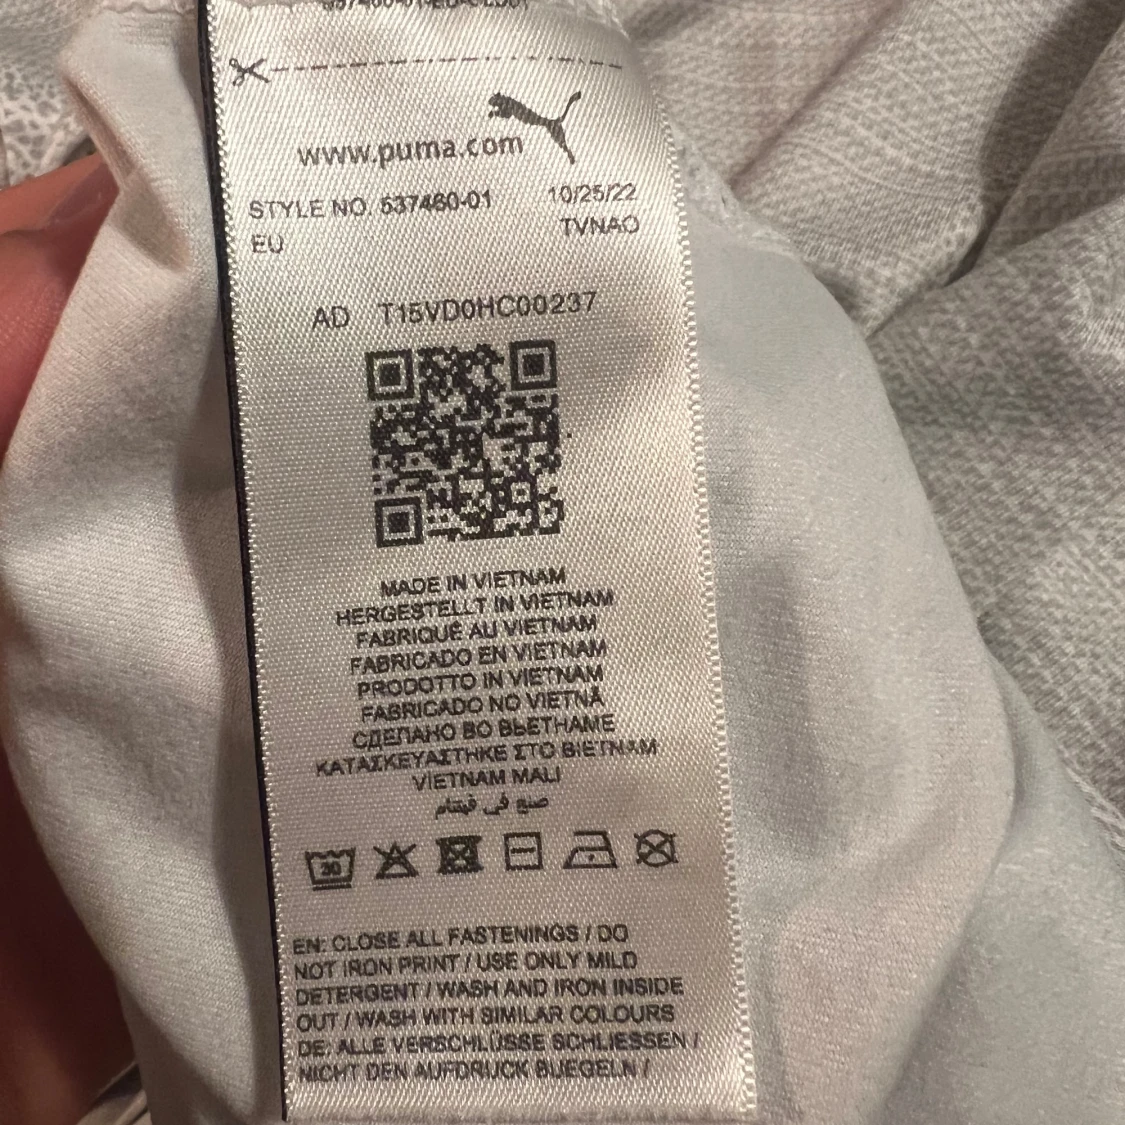 www.puma.com
STYLE NO. 537460-01 10/25/22
EU TVNAO
AD T15VD0HC00237
MADE IN VIETNAM
HERGESTELLT IN VIETNAM
FABRIQUÉ AU VIETNAM
FABRICADO EN VIETNAM
PRODOTTO IN VIETNAM
FABRICADO NO VIETNÃ
СДЕЛАНО ВО ВЬЕТНАМЕ
ΚΑΤΑΣΚΕΥΑΣΤΗΚΕ ΣΤΟ ΒΙΕΤΝΑΜ
VİETNAM MALI
صنع في فيتنام
30
EN: CLOSE ALL FASTENINGS / DO
NOT IRON PRINT / USE ONLY MILD
DETERGENT / WASH AND IRON INSIDE
OUT / WASH WITH SIMILAR COLOURS
DE: ALLE VERSCHLÜSSE SCHLIESSEN /
NICHT DEN AUFDRUCK BUEGELN /